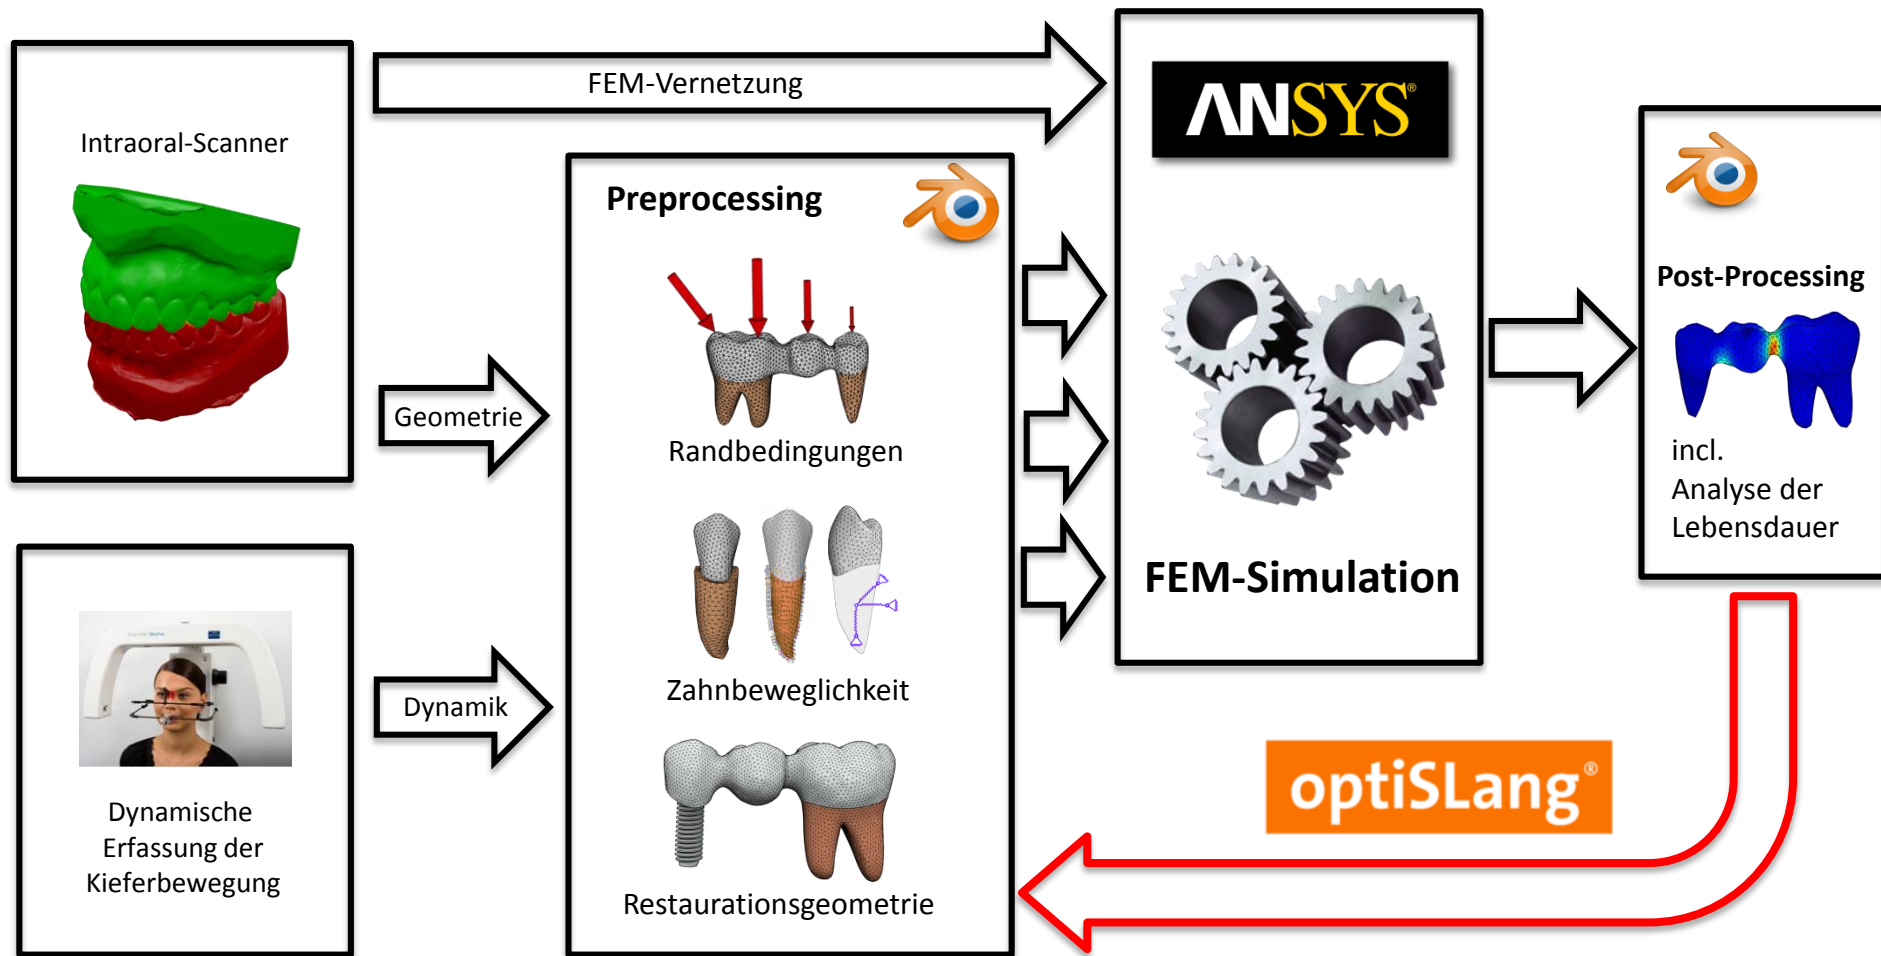 Intraoral-Scanner
FEM-Vernetzung
Geometrie
Dynamische
Erfassung der
Kieferbewegung
Dynamik
Preprocessing
Randbedingungen
Zahnbeweglichkeit
Restaurationsgeometrie
ANSYS®
FEM-Simulation
Post-Processing
incl.
Analyse der
Lebensdauer
optiSLang®